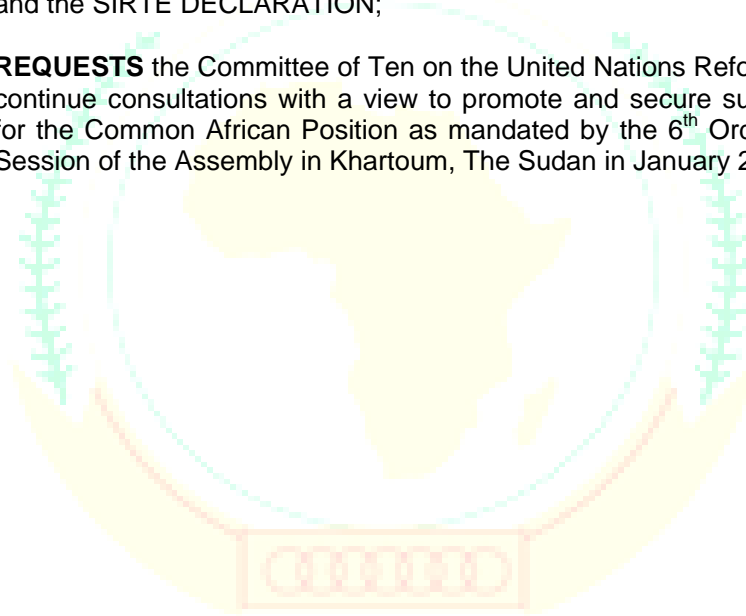 and the SIRTE DECLARATION;
REQUESTS the Committee of Ten on the United Nations Refo
continue consultations with a view to promote and secure su
for the Common African Position as mandated by the 6th Ord
Session of the Assembly in Khartoum, The Sudan in January 2